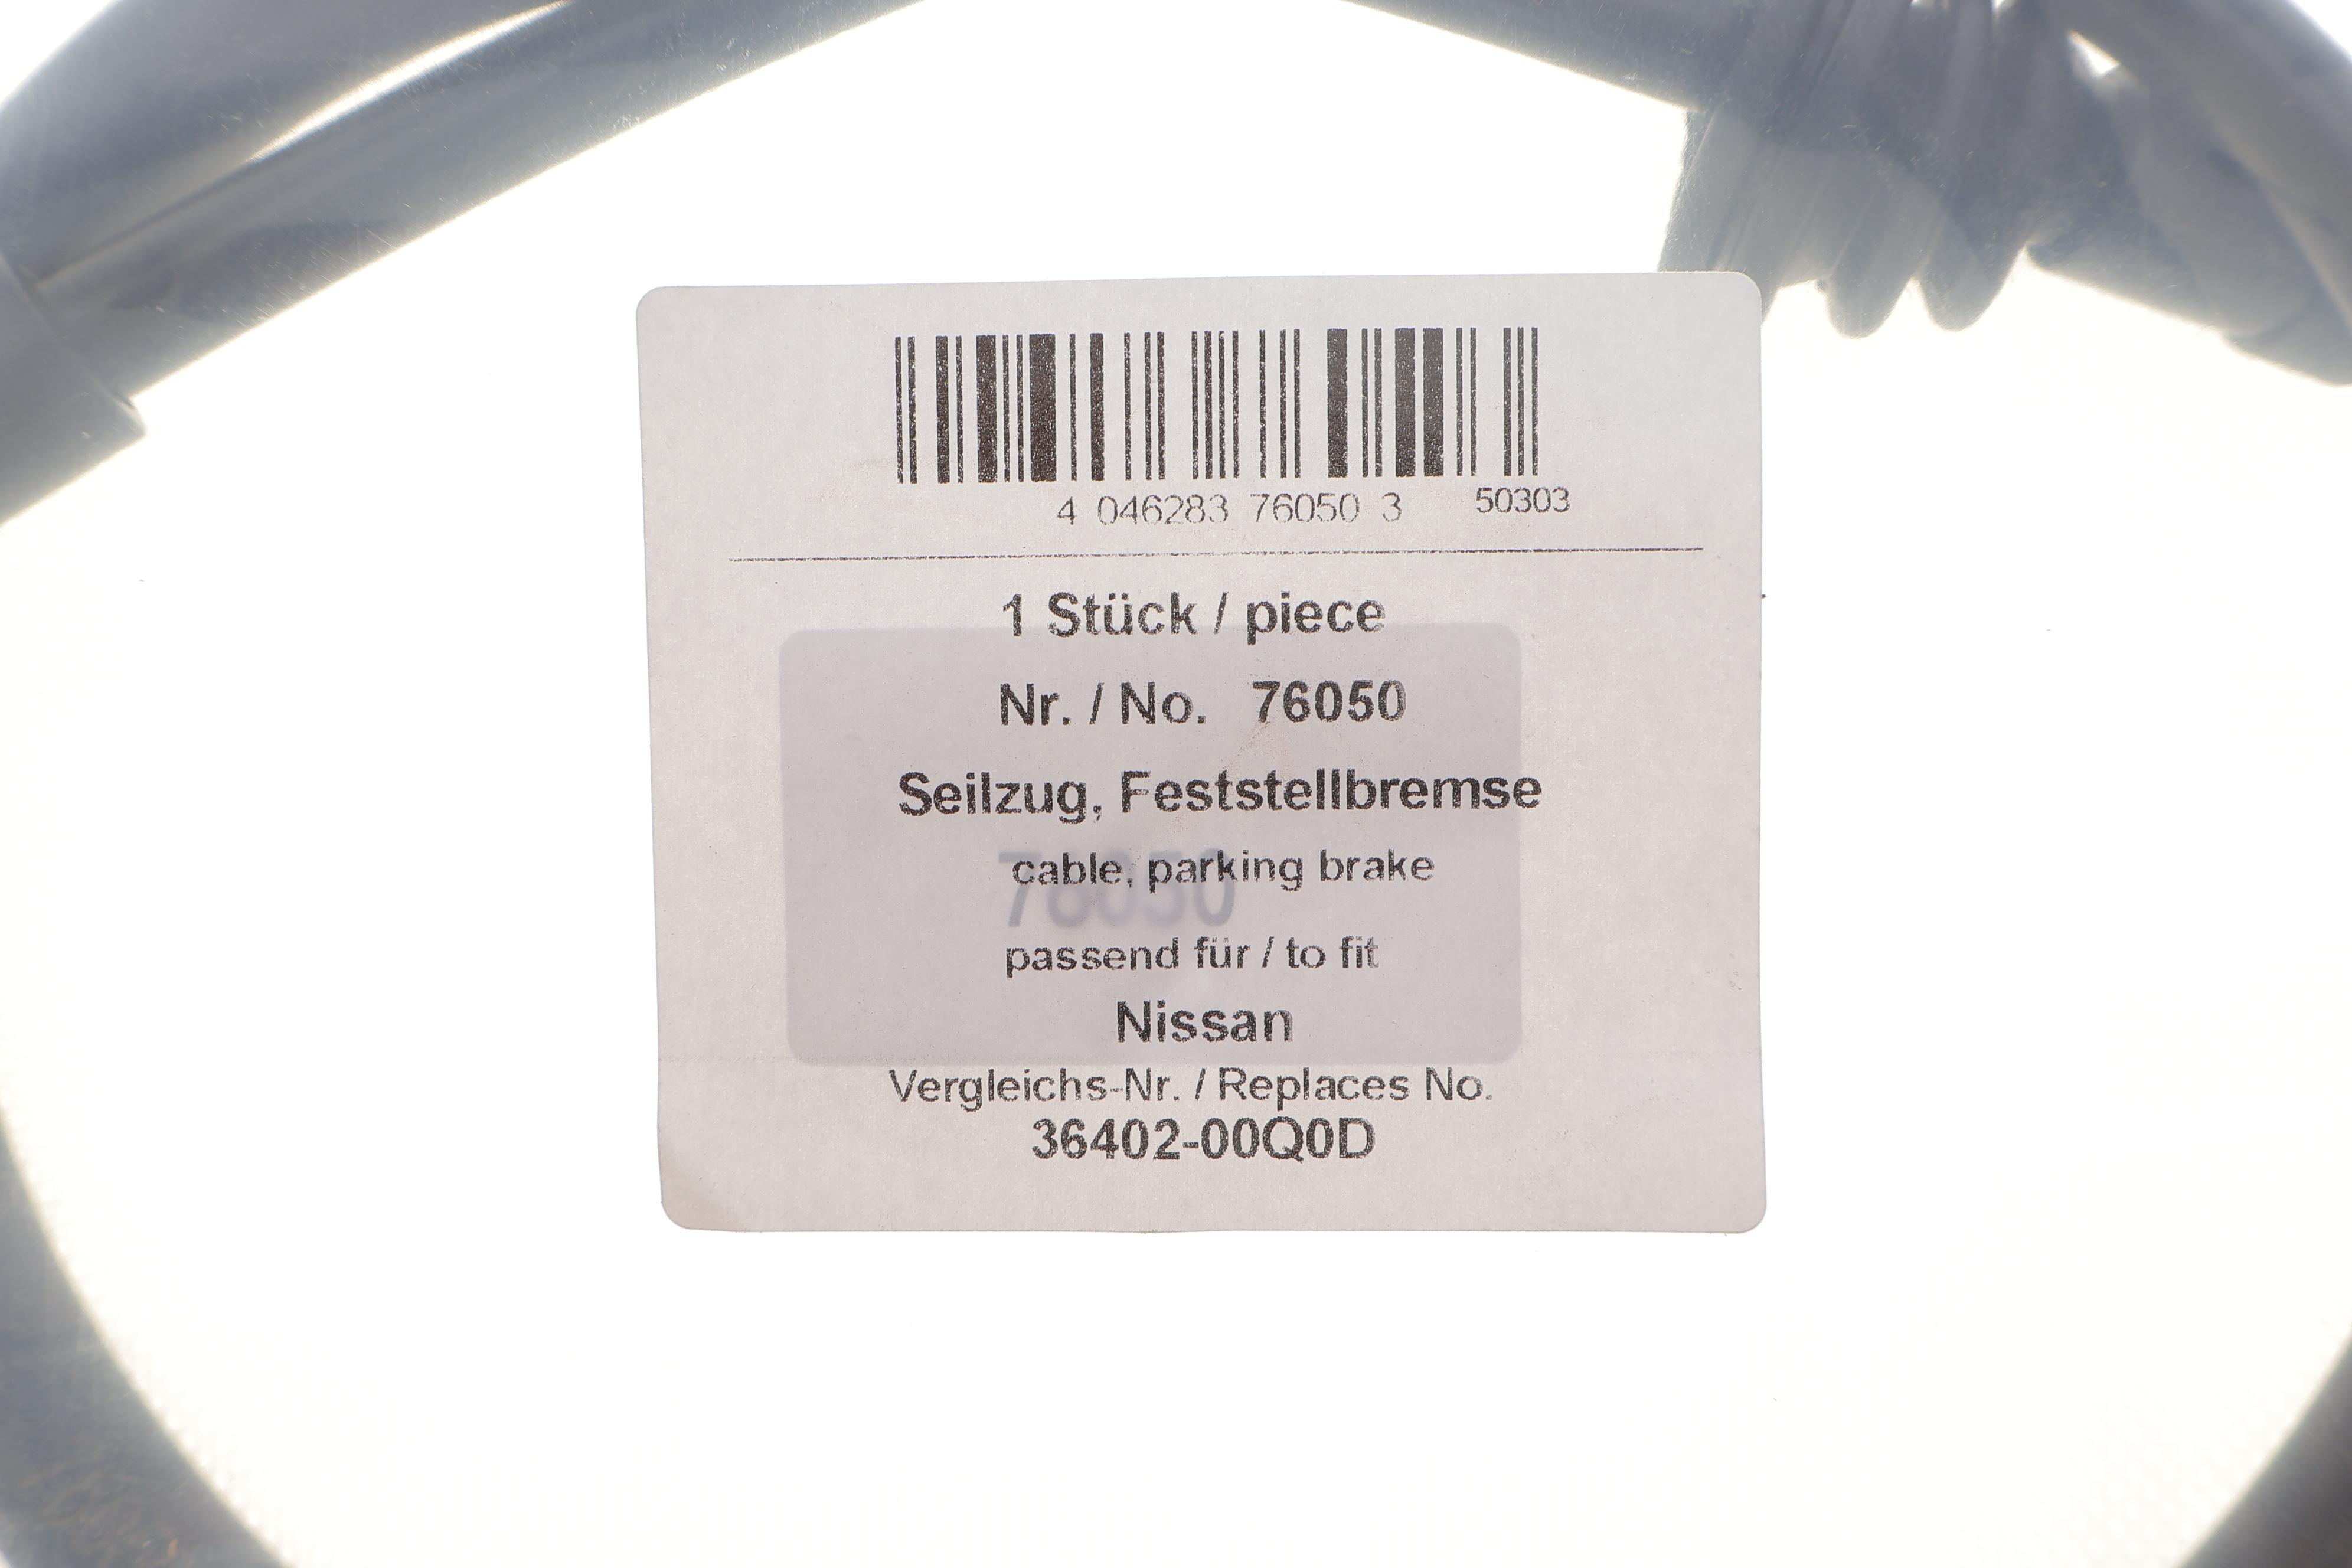 4 046283 76050 3 50303
1 Stück / piece
Nr. / No. 76050
Seilzug, Feststellbremse
cable, parking brake
76050
passend für / to fit
Nissan
Vergleichs-Nr. / Replaces No.
36402-00Q0D